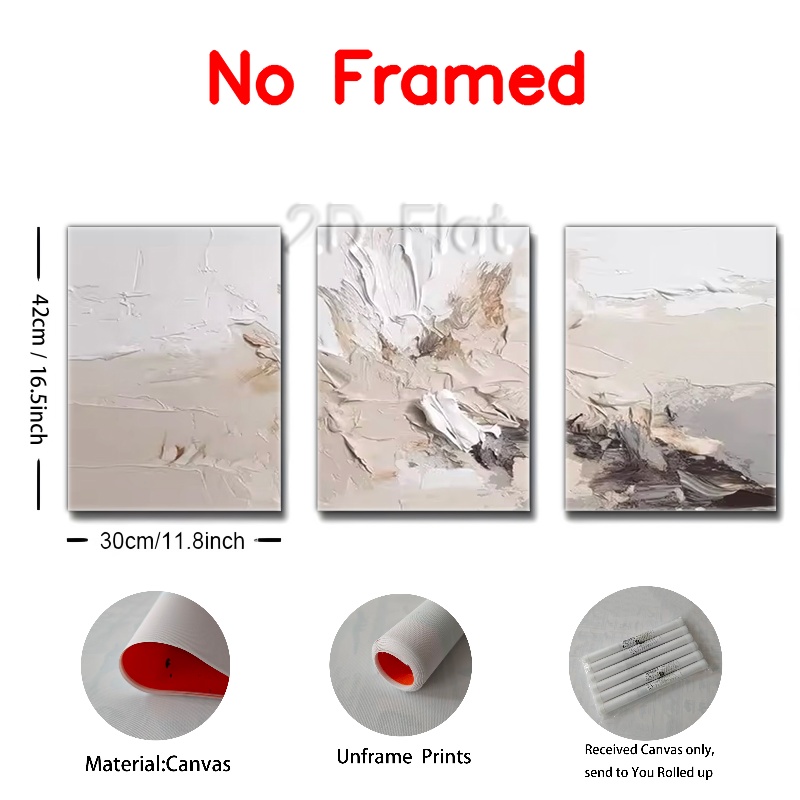 No Framed
2D Flat
42cm / 16.5inch
30cm/11.8inch
Material:Canvas
Unframe Prints
Received Canvas only,
send to You Rolled up